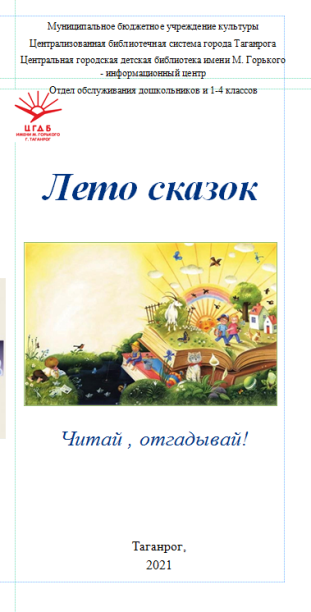 Муниципальное бюджетное учреждение культуры
Централизованная библиотечная система города Таганрога
Центральная городская детская библиотека имени М. Горького
- информационный центр
Отдел обслуживания дошкольников и 1-4 классов
ЦГДБ
ИМЕНИ М. ГОРЬКОГО
Г. ТАГАНРОГ
Лето сказок
Читай , отгадывай!
Таганрог,
2021